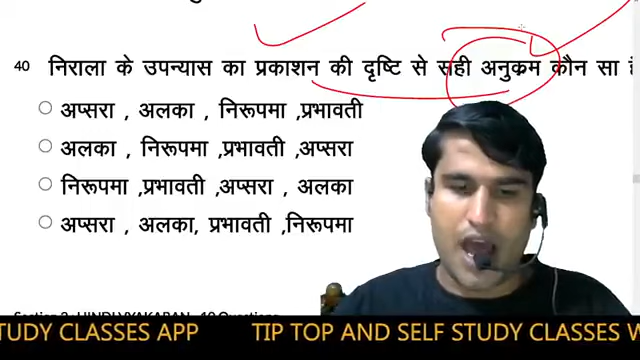 40 निराला के उपन्यास का प्रकाशन की दृष्टि से सही अनुक्रम कौन सा
अप्सरा , अलका , निरूपमा ,प्रभावती
अलका , निरूपमा ,प्रभावती ,अप्सरा
निरूपमा ,प्रभावती ,अप्सरा , अलका
अप्सरा , अलका, प्रभावती ,निरूपमा
TUDY CLASSES APP TIP TOP AND SELF STUDY CLASSES